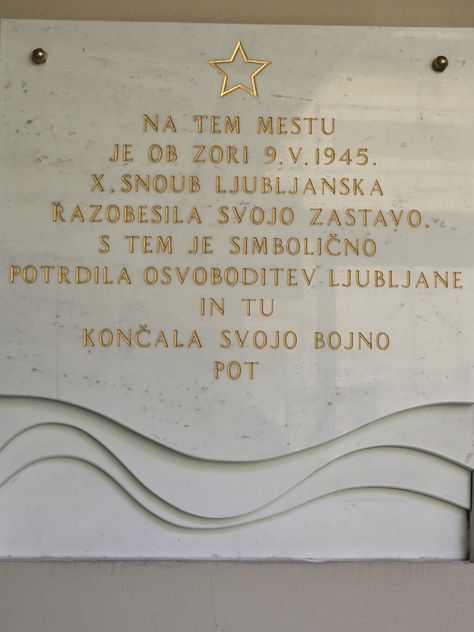 NA TEM MESTU
JE OB ZORI 9.V.1945.
X.SNOUB LJUBLJANSKA
RAZOBESILA SVOJO ZASTAVO.
S TEM JE SIMBOLIČNO
POTRDILA OSVOBODITEV LJUBLJANE
IN TU
KONČALA SVOJO BOJNO
POT